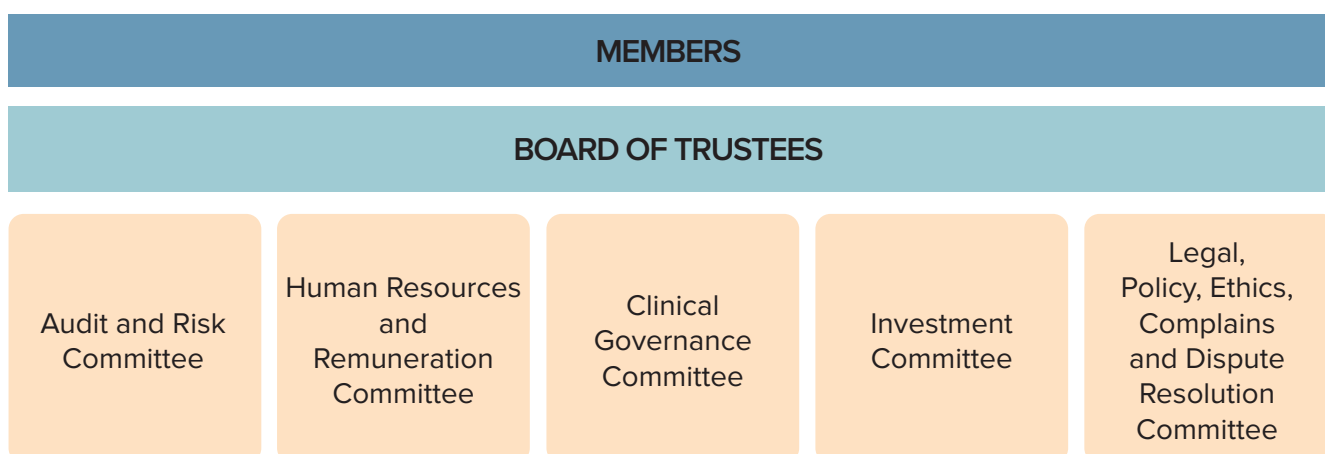 MEMBERS
BOARD OF TRUSTEES
Audit and Risk
Committee
Human Resources
and
Remuneration
Committee
Clinical
Governance
Committee
Investment
Committee
Legal,
Policy, Ethics,
Complains
and Dispute
Resolution
Committee